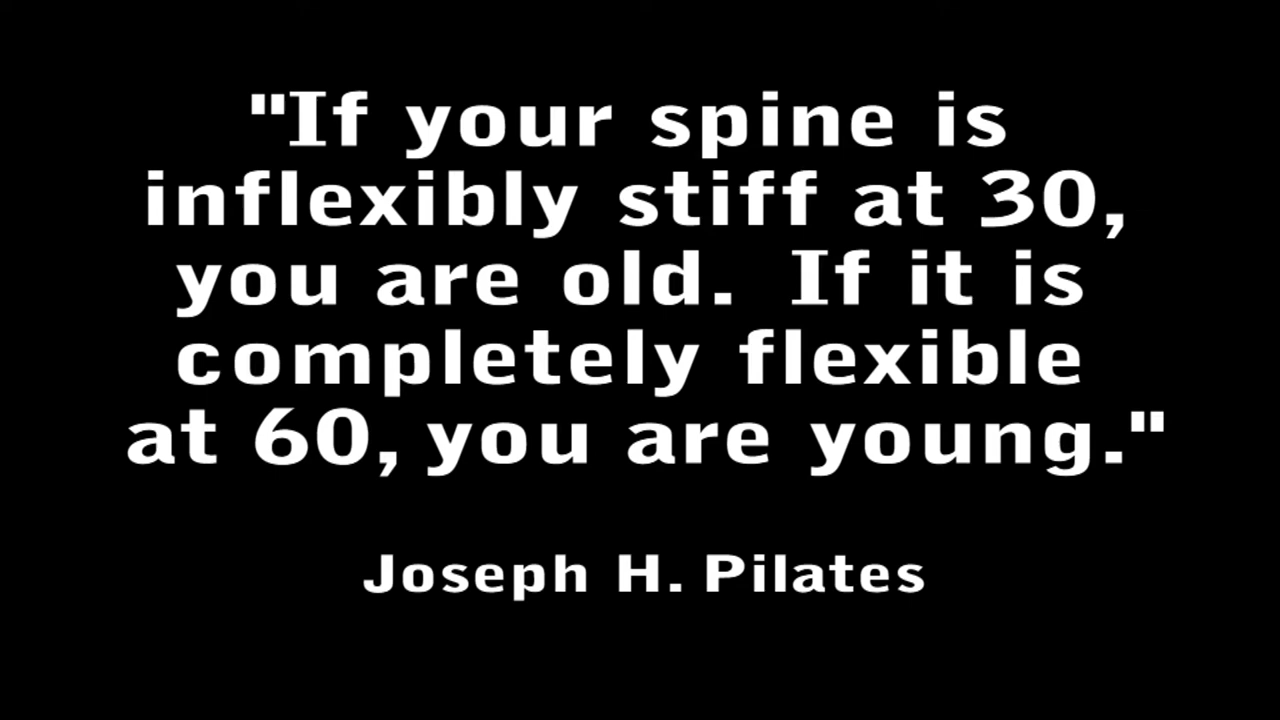 "If your spine is
inflexibly stiff at 30,
you are old. If it is
completely flexible
at 60, you are young."
Joseph H. Pilates